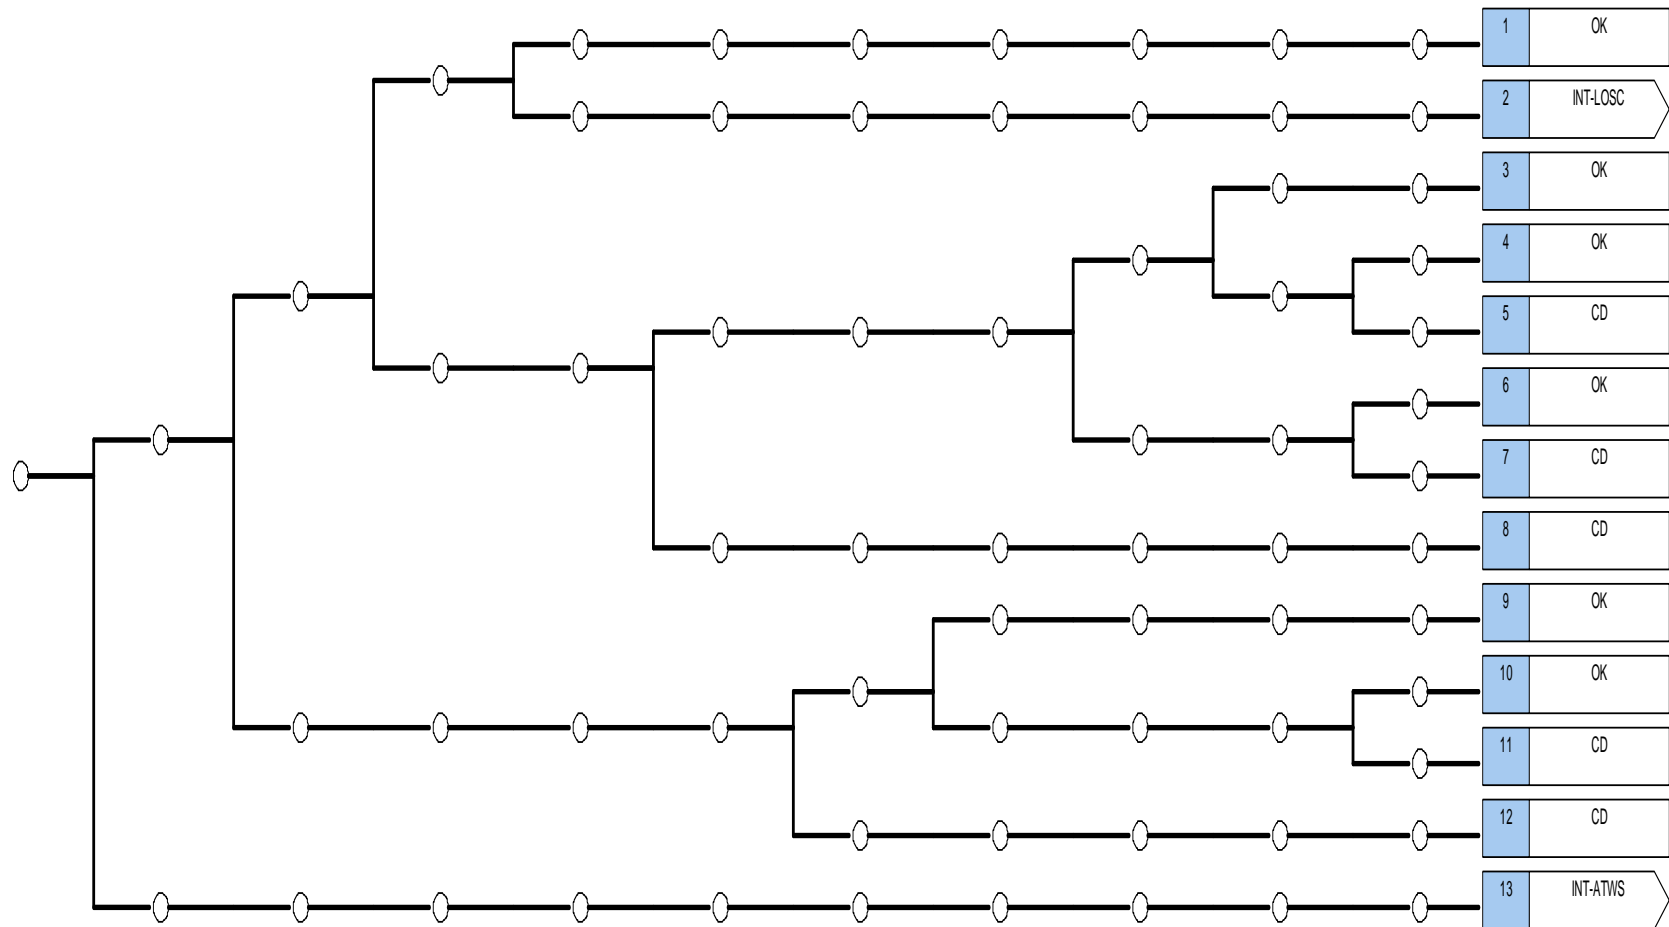 1 OK
2 INT-LOSC
3 OK
4 OK
5 CD
6 OK
7 CD
8 CD
9 OK
10 OK
11 CD
12 CD
13 INT-ATWS